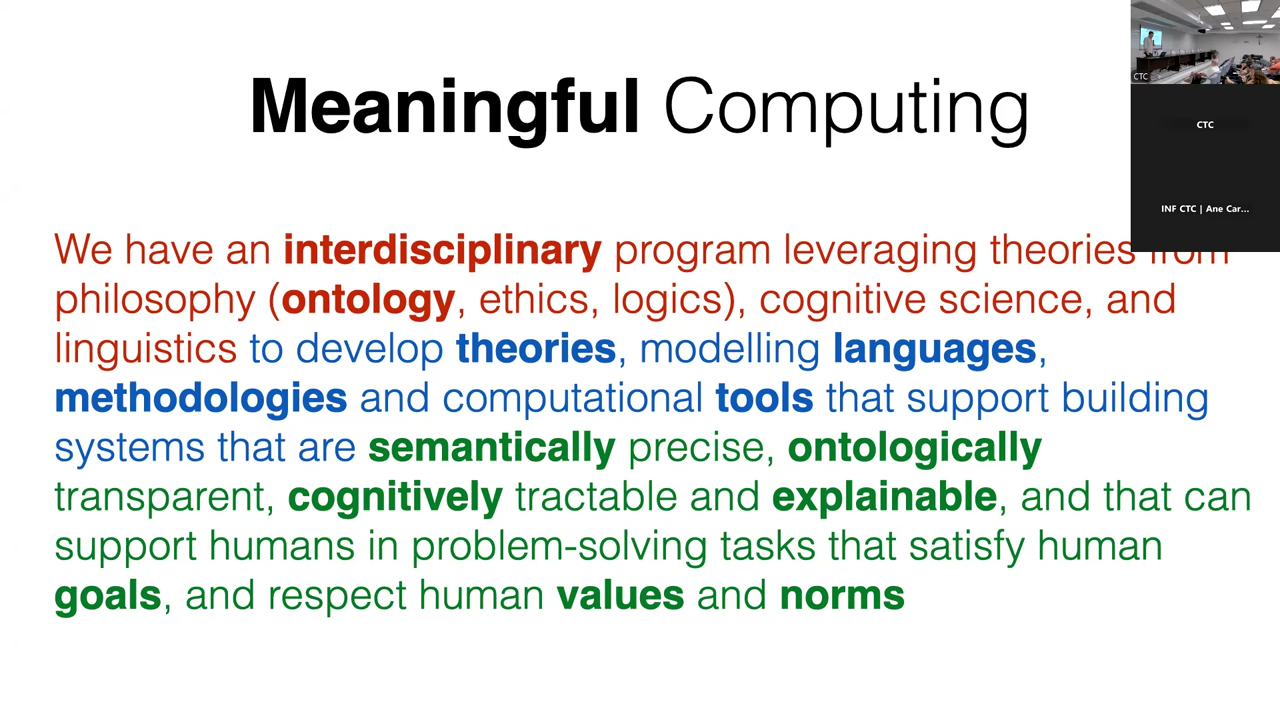 Meaningful Computing
CTC
CTC
INF CTC | Ane Car...
We have an interdisciplinary program leveraging theories from
philosophy (ontology, ethics, logics), cognitive science, and
linguistics to develop theories, modelling languages,
methodologies and computational tools that support building
systems that are semantically precise, ontologically
transparent, cognitively tractable and explainable, and that can
support humans in problem-solving tasks that satisfy human
goals, and respect human values and norms